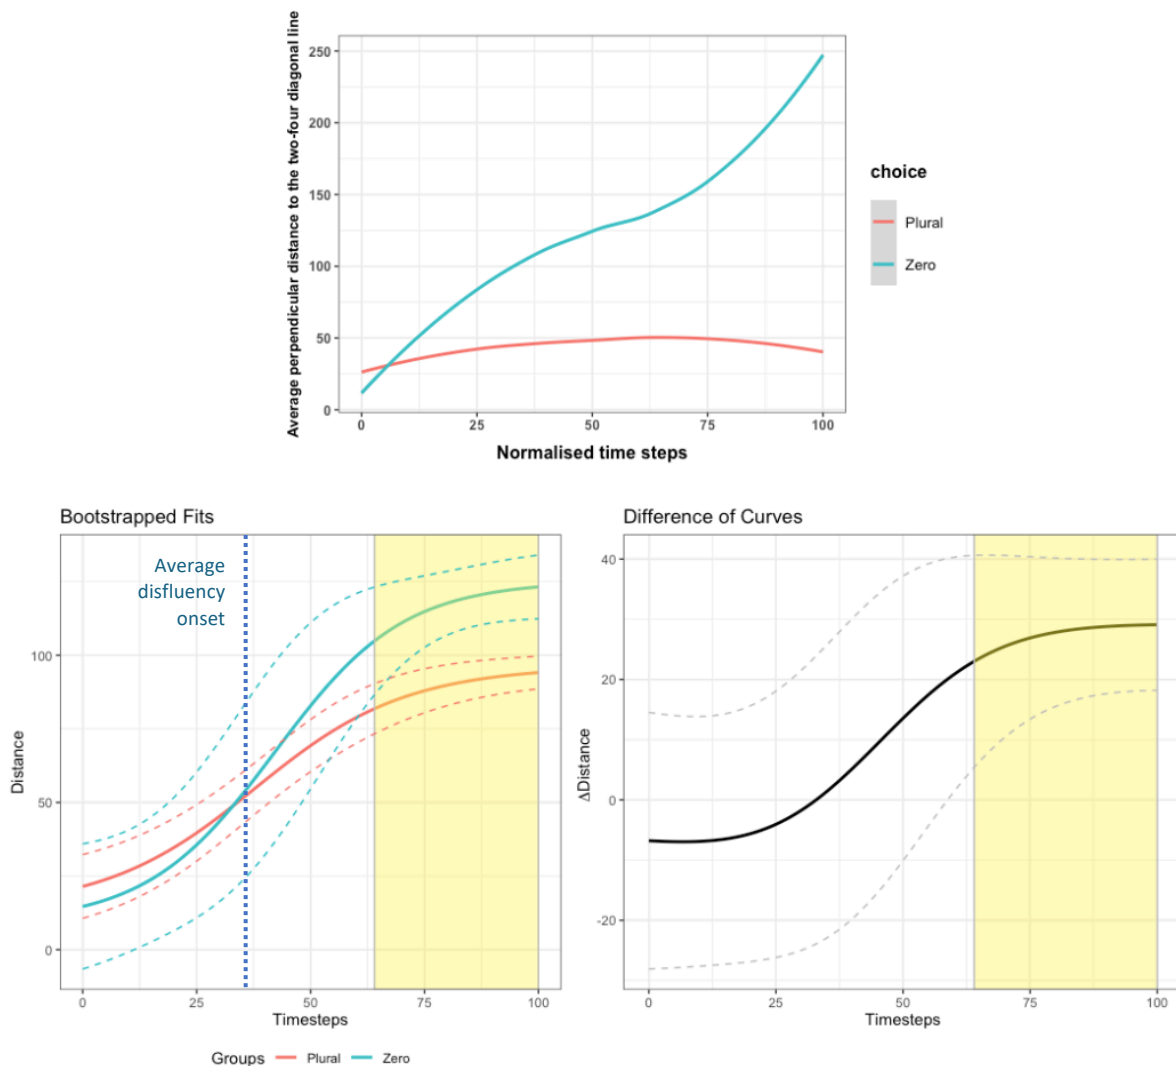 Average perpendicular distance to the two-four diagonal line
250
200
150
100
50
0
0 25 50 75 100
Normalised time steps
choice
Plural
Zero
Bootstrapped Fits
Average
disfluency
onset
Distance
100
50
0
0 25 50 75 100
Timesteps
Groups Plural Zero
Difference of Curves
ΔDistance
40
20
0
-20
0 25 50 75 100
Timesteps